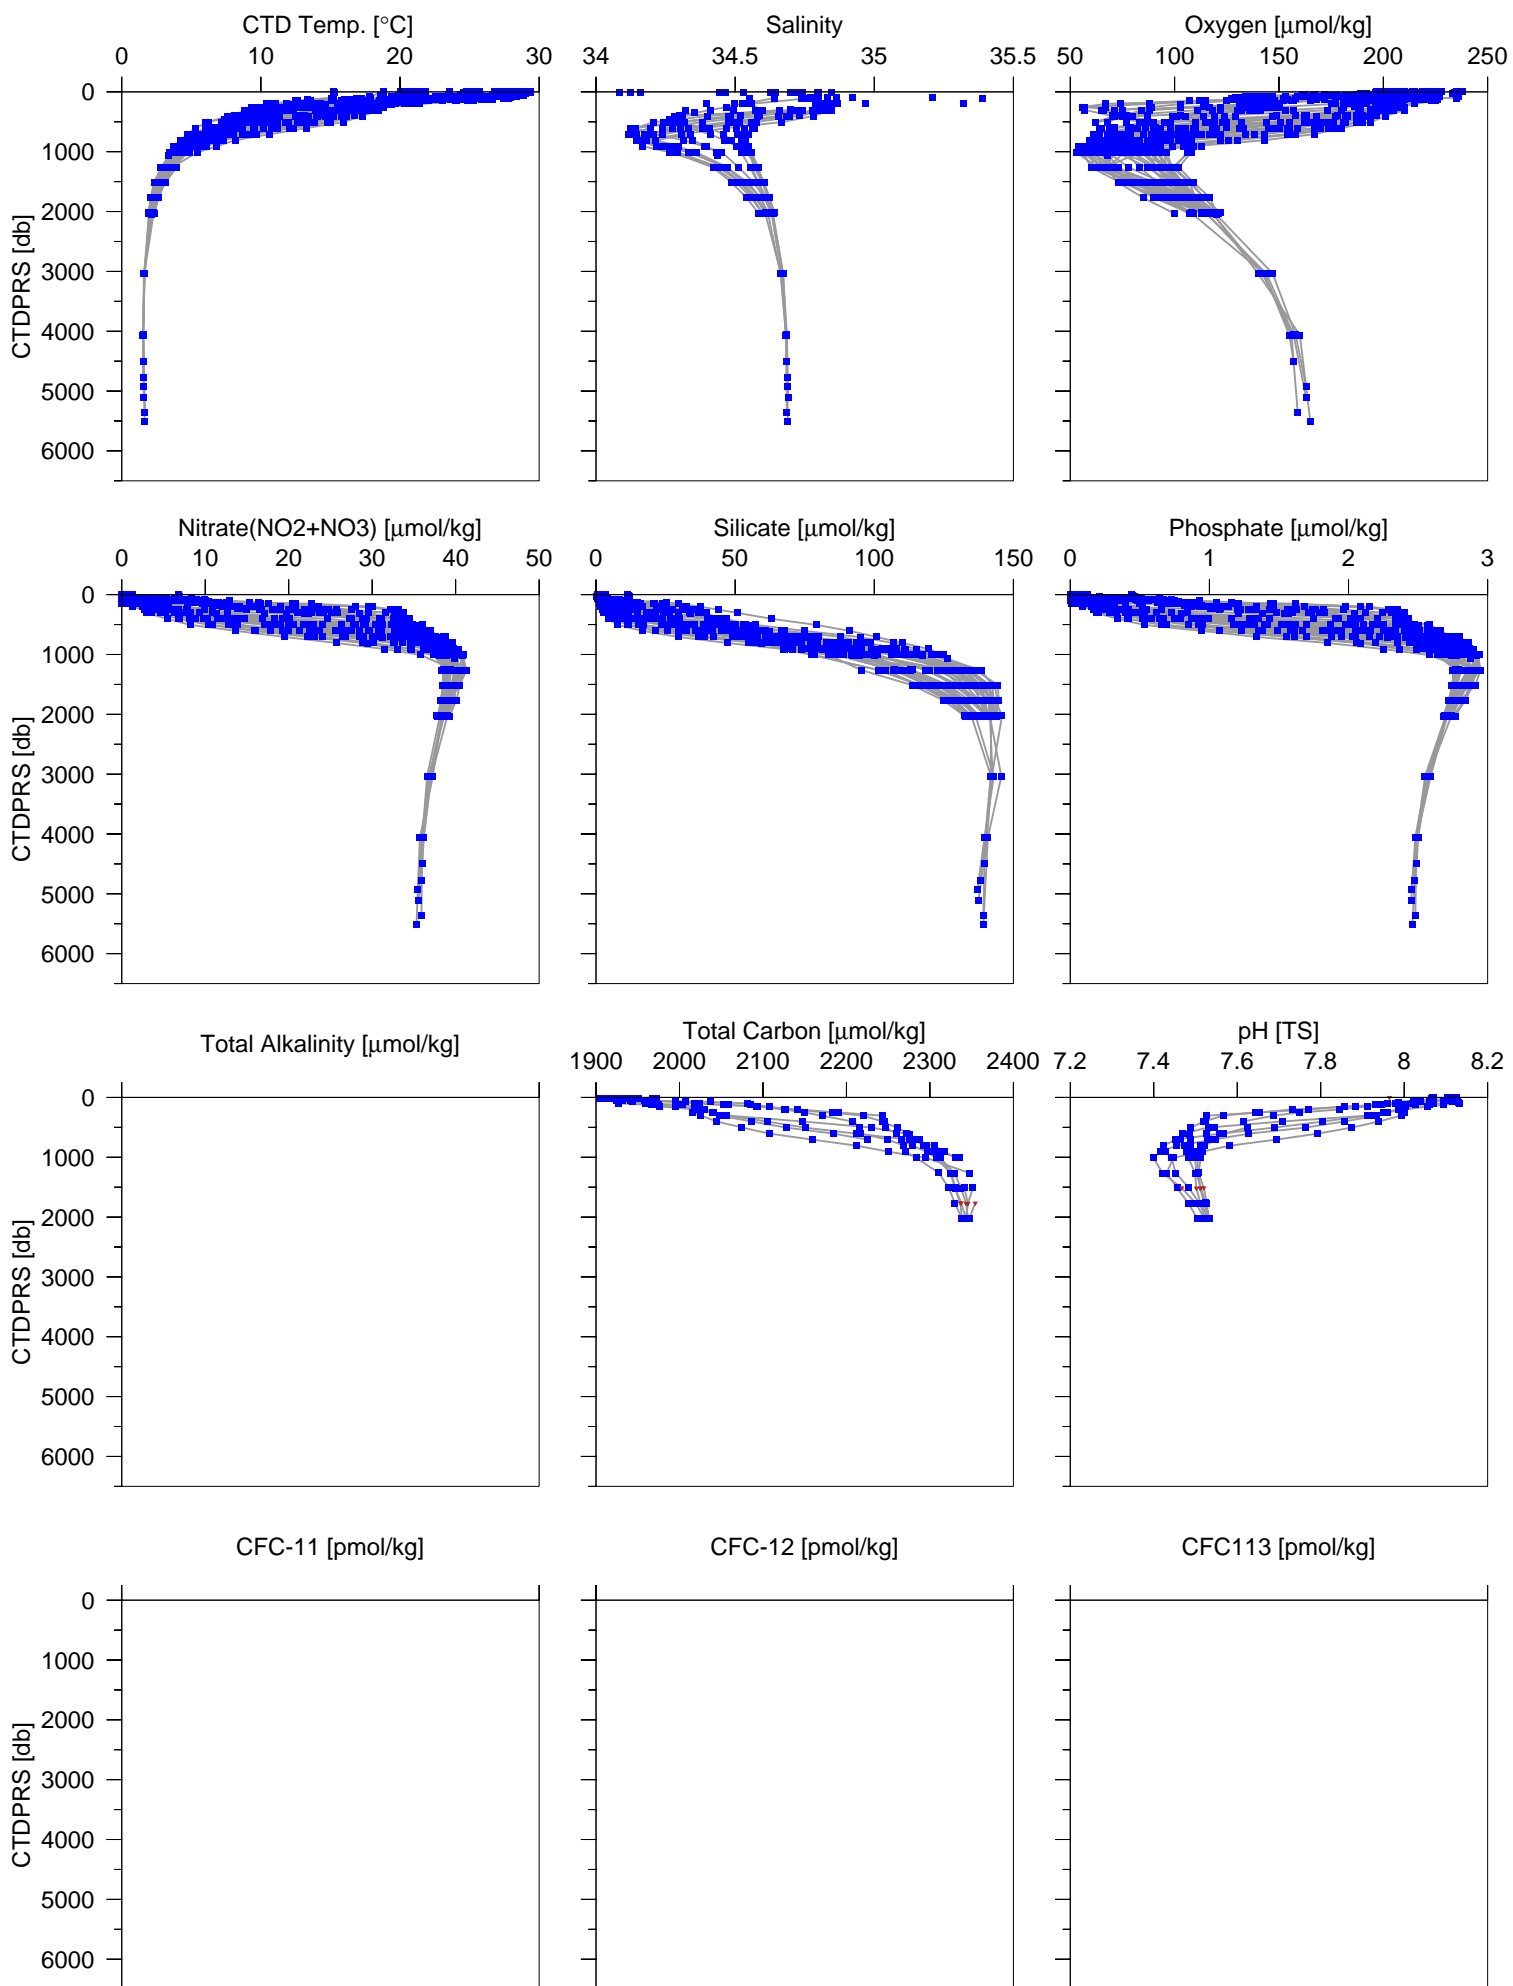 CTD Temp. [°C] Salinity Oxygen [μmol/kg]
0 10 20 30 34 34.5 35 35.5 50 100 150 200 250
0
1000
2000
3000
4000
5000
6000
CTDPRS [db]
Nitrate(NO2+NO3) [μmol/kg] Silicate [μmol/kg] Phosphate [μmol/kg]
0 10 20 30 40 50 0 50 100 150 0 1 2 3
0
1000
2000
3000
4000
5000
6000
CTDPRS [db]
Total Alkalinity [μmol/kg] Total Carbon [μmol/kg] pH [TS]
1900 2000 2100 2200 2300 2400 7.2 7.4 7.6 7.8 8 8.2
0
1000
2000
3000
4000
5000
6000
CTDPRS [db]
CFC-11 [pmol/kg] CFC-12 [pmol/kg] CFC113 [pmol/kg]
0
1000
2000
3000
4000
5000
6000
CTDPRS [db]